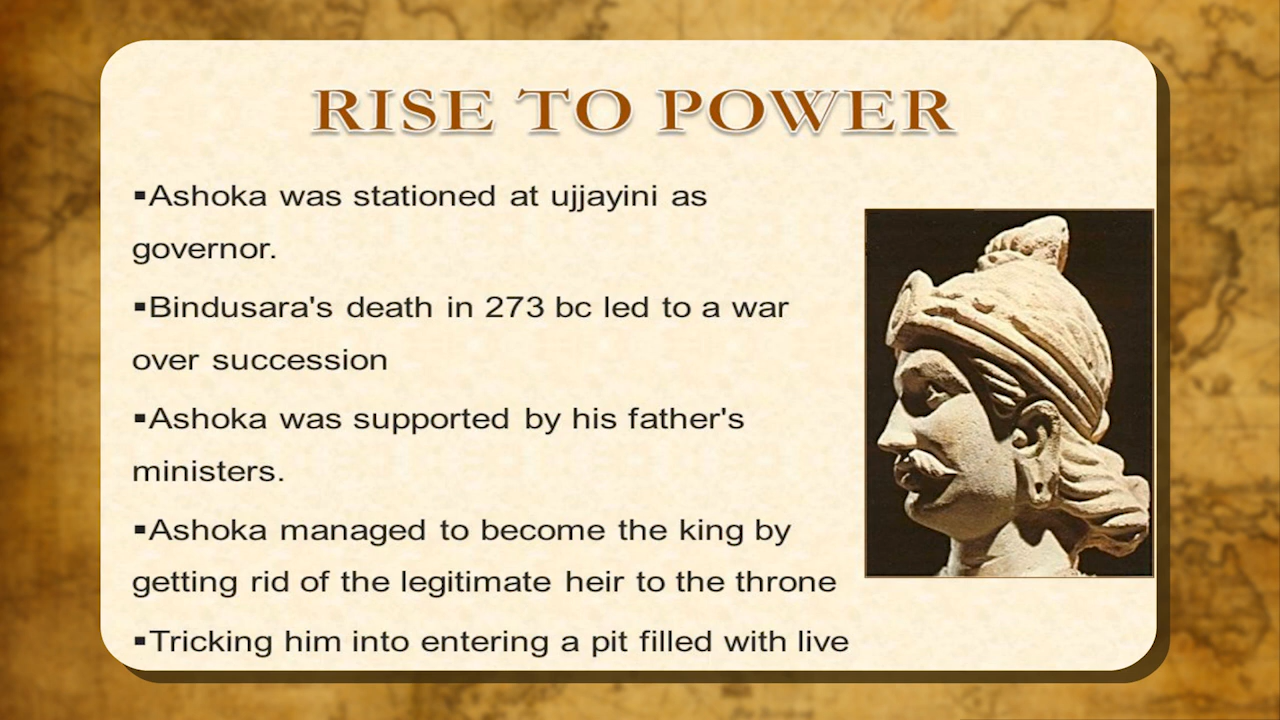 RISE TO POWER
▪Ashoka was stationed at ujjayini as
governor.
▪Bindusara's death in 273 bc led to a war
over succession
▪Ashoka was supported by his father's
ministers.
▪Ashoka managed to become the king by
getting rid of the legitimate heir to the throne
▪Tricking him into entering a pit filled with live